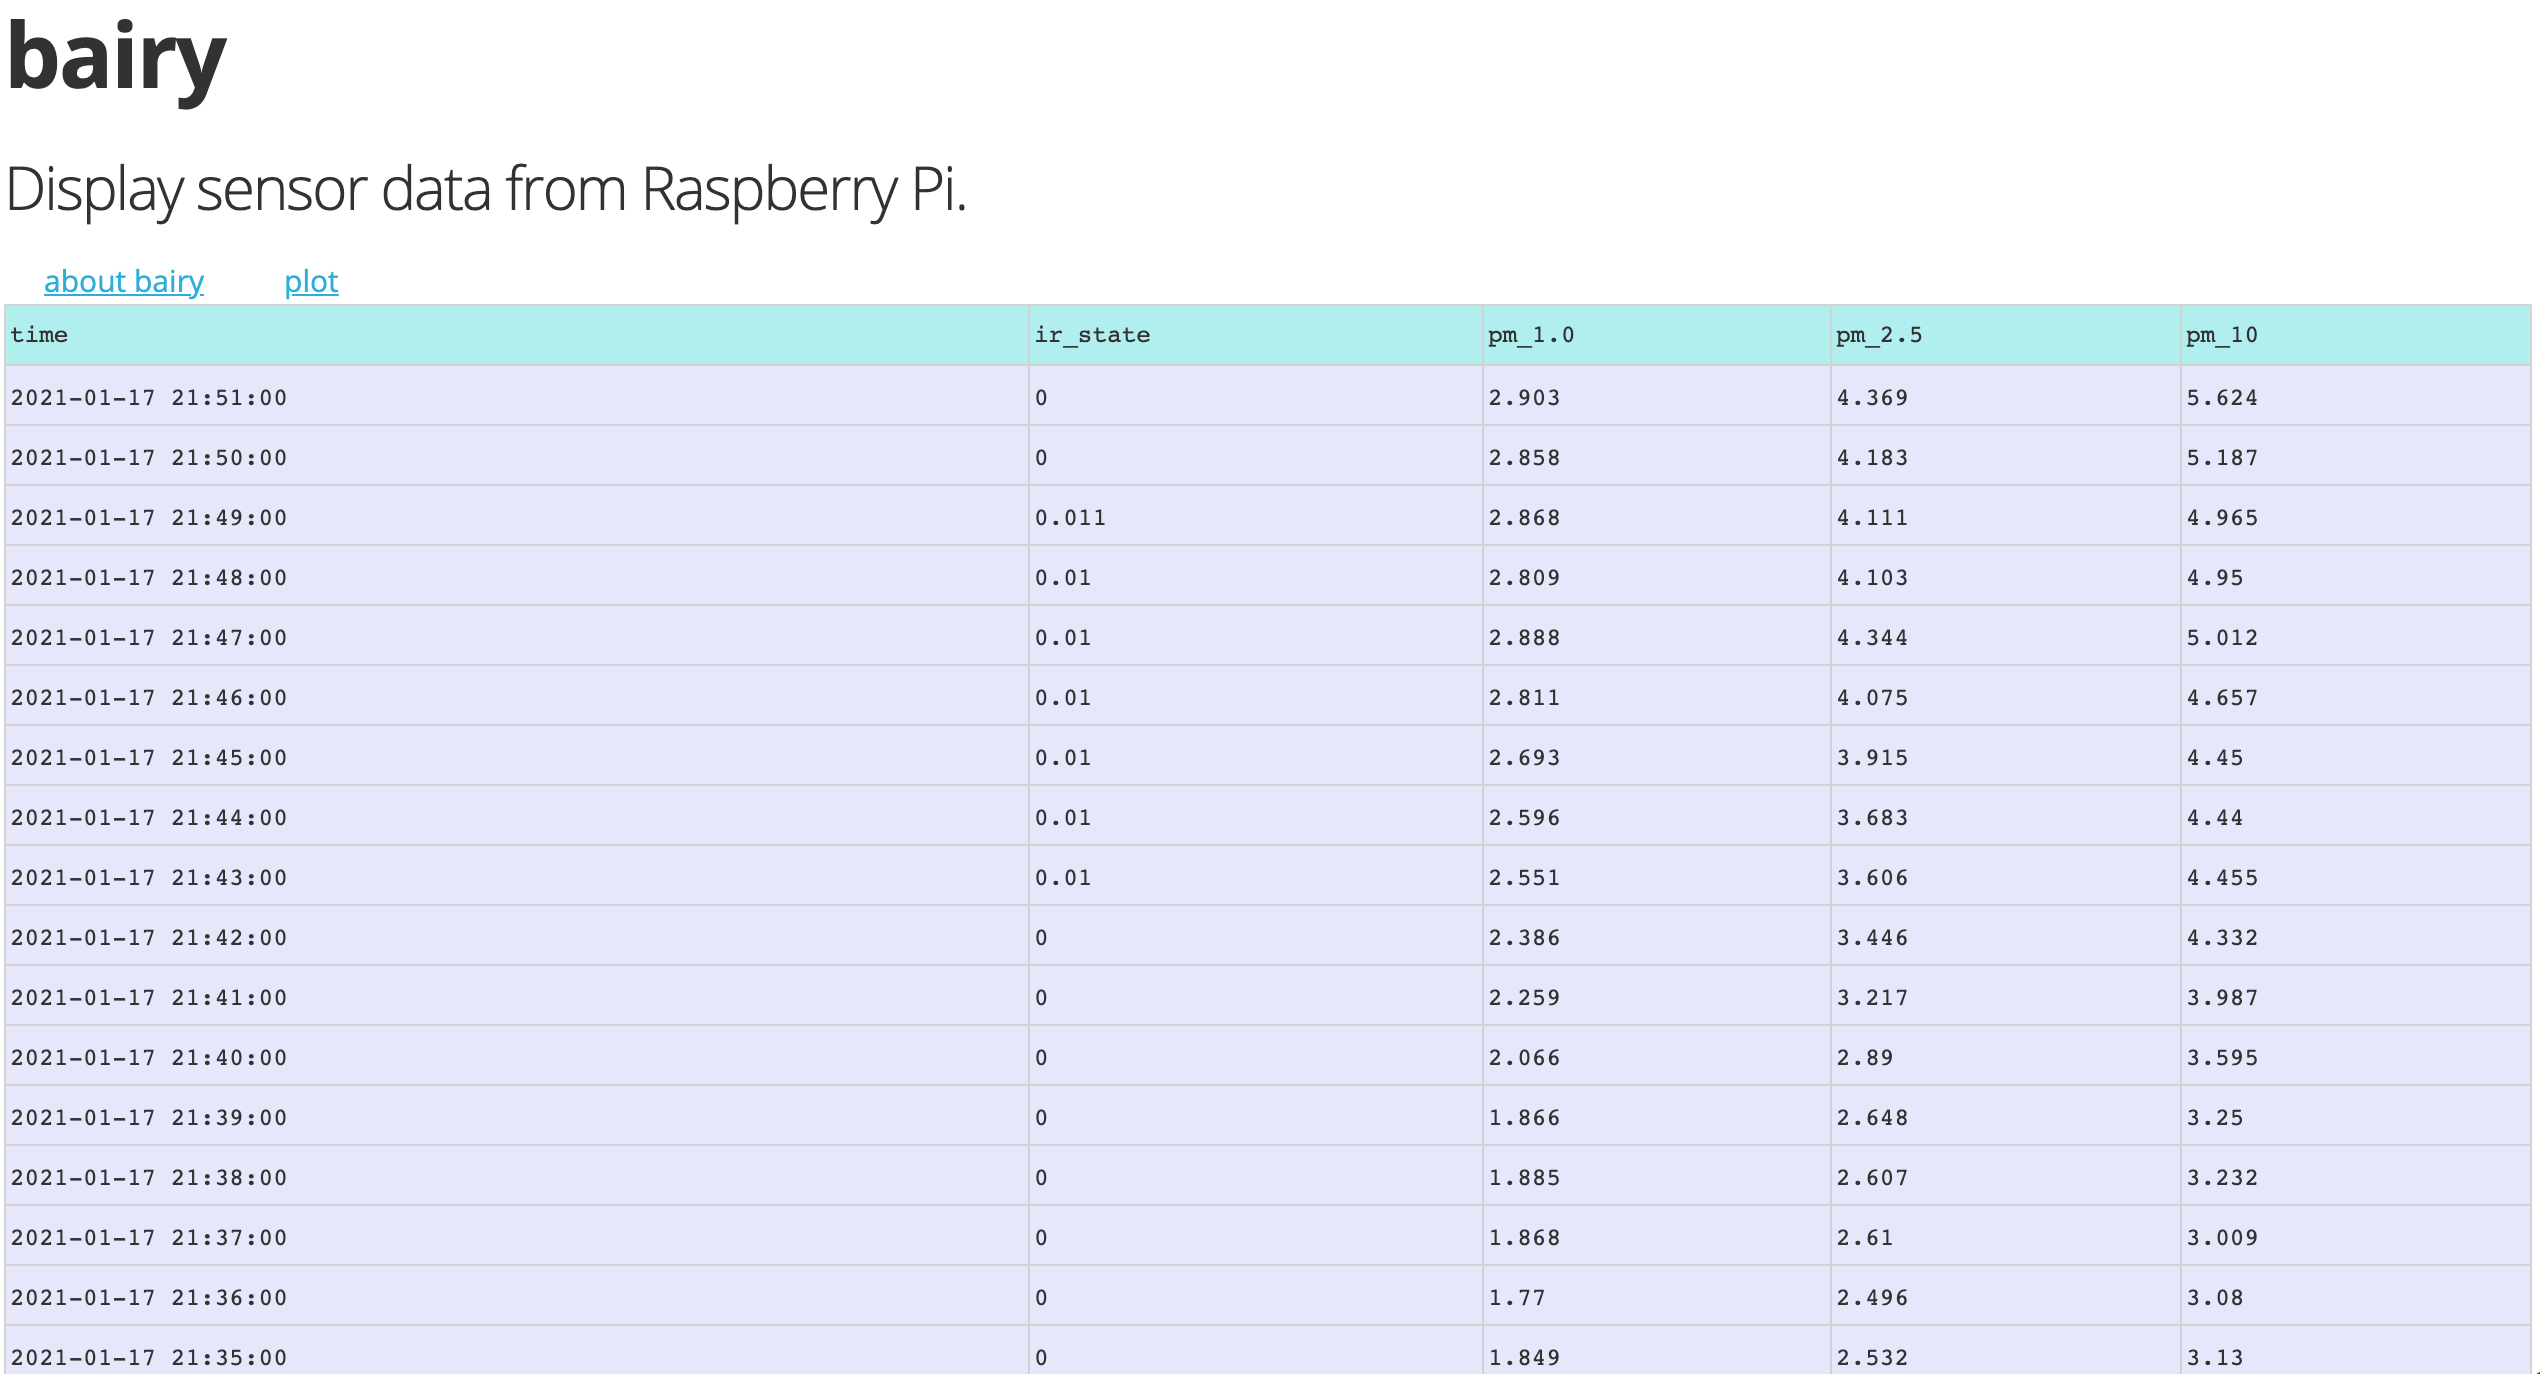 bairy
Display sensor data from Raspberry Pi.
about bairy plot
time ir_state pm_1.0 pm_2.5 pm_10
2021-01-17 21:51:00 0 2.903 4.369 5.624
2021-01-17 21:50:00 0 2.858 4.183 5.187
2021-01-17 21:49:00 0.011 2.868 4.111 4.965
2021-01-17 21:48:00 0.01 2.809 4.103 4.95
2021-01-17 21:47:00 0.01 2.888 4.344 5.012
2021-01-17 21:46:00 0.01 2.811 4.075 4.657
2021-01-17 21:45:00 0.01 2.693 3.915 4.45
2021-01-17 21:44:00 0.01 2.596 3.683 4.44
2021-01-17 21:43:00 0.01 2.551 3.606 4.455
2021-01-17 21:42:00 0 2.386 3.446 4.332
2021-01-17 21:41:00 0 2.259 3.217 3.987
2021-01-17 21:40:00 0 2.066 2.89 3.595
2021-01-17 21:39:00 0 1.866 2.648 3.25
2021-01-17 21:38:00 0 1.885 2.607 3.232
2021-01-17 21:37:00 0 1.868 2.61 3.009
2021-01-17 21:36:00 0 1.77 2.496 3.08
2021-01-17 21:35:00 0 1.849 2.532 3.13